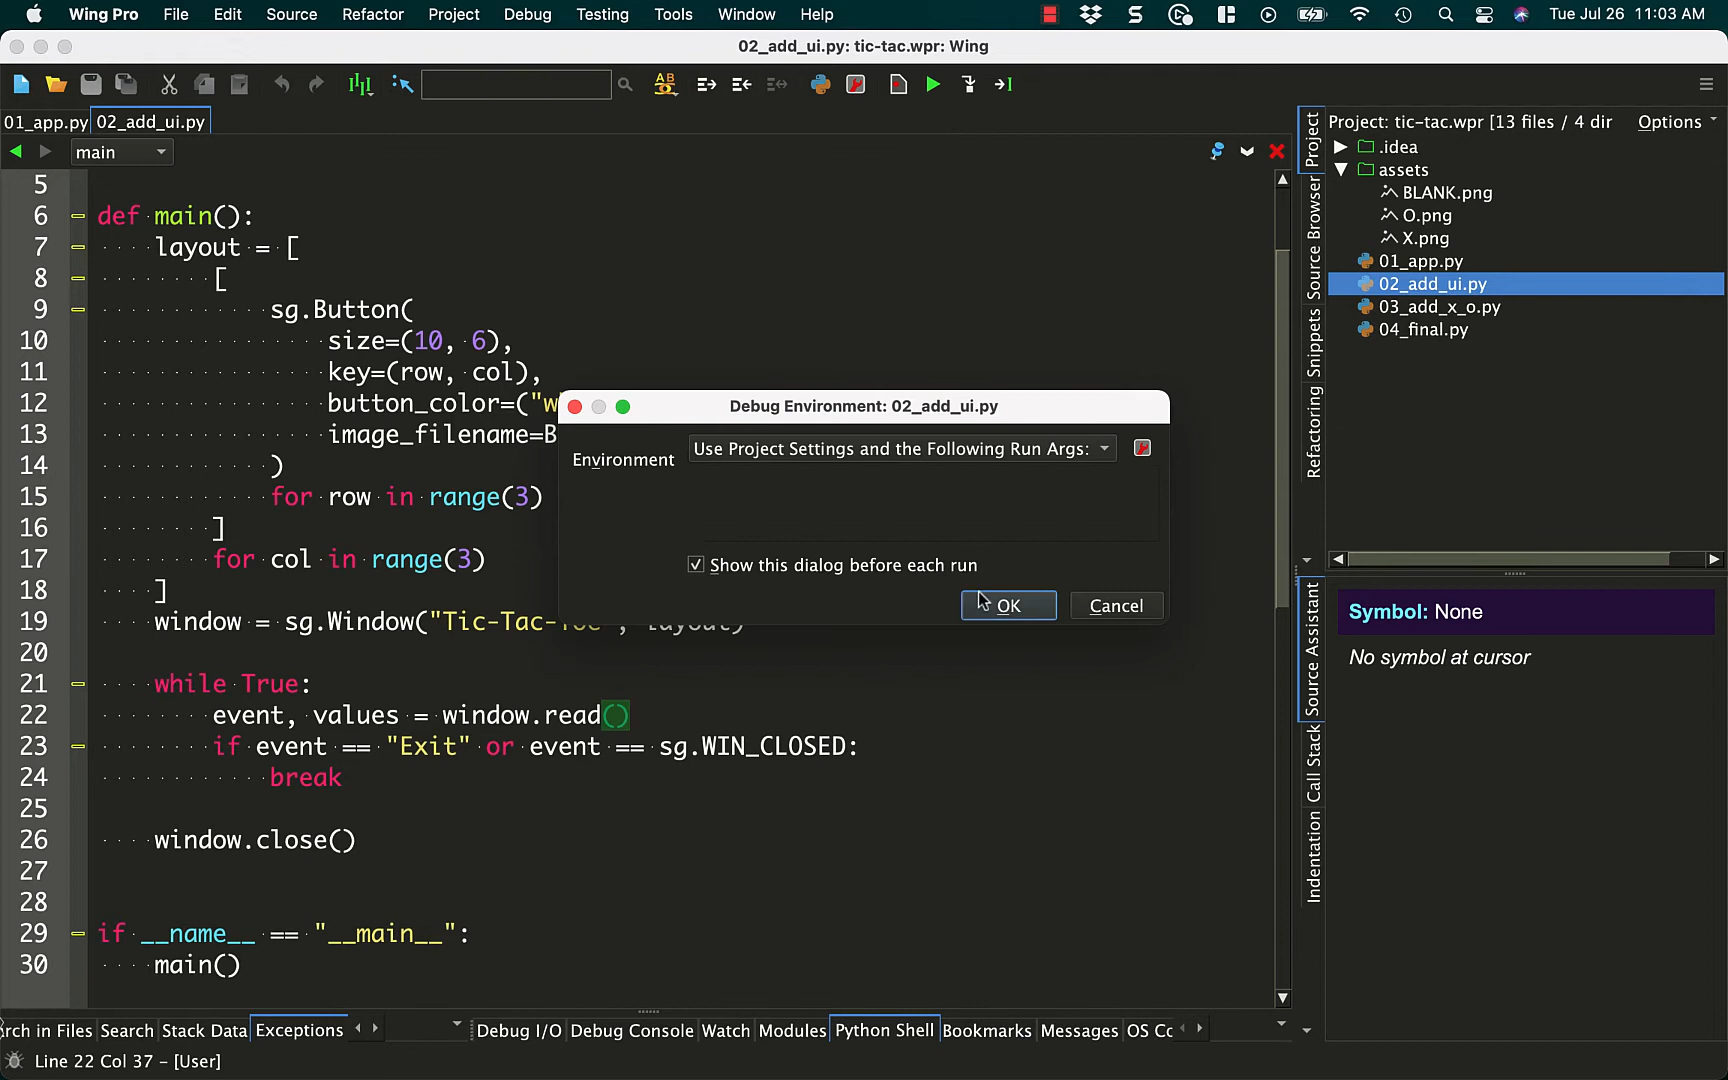 Wing Pro File Edit Source Refactor Project Debug Testing Tools Window Help Tue Jul 26 11:03 AM
02_add_ui.py: tic-tac.wpr: Wing
01_app.py 02_add_ui.py
main
5
6 def main():
7 layout = [
8 [
9 sg.Button(
10 size=(10, 6),
11 key=(row, col),
12 button_color=("w
13 image_filename=B
14 )
15 for row in range(3)
16 ]
17 for col in range(3)
18 ]
19 window = sg.Window("Tic-Tac-Toe", layout)
20
21 while True:
22 event, values = window.read()
23 if event == "Exit" or event == sg.WIN_CLOSED:
24 break
25
26 window.close()
27
28
29 if __name__ == "__main__":
30 main()
Debug Environment: 02_add_ui.py
Environment Use Project Settings and the Following Run Args:
Show this dialog before each run
OK Cancel
Project
Source Browser
Snippets
Refactoring
Project: tic-tac.wpr [13 files / 4 dir Options
.idea
assets
BLANK.png
O.png
X.png
01_app.py
02_add_ui.py
03_add_x_o.py
04_final.py
Source Assistant
Call Stack
Indentation
Symbol: None
No symbol at cursor
rch in Files Search Stack Data Exceptions Debug I/O Debug Console Watch Modules Python Shell Bookmarks Messages OS Cc
Line 22 Col 37 – [User]